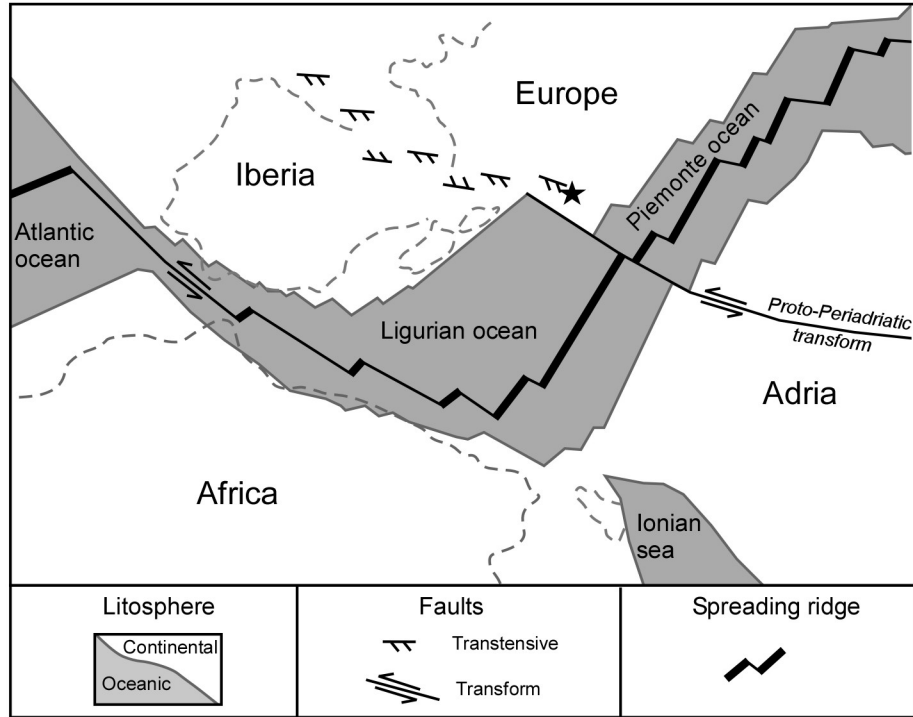 Europe
Iberia
Piemonte ocean
Atlantic
ocean
Ligurian ocean
Proto-Periadriatic
transform
Adria
Africa
Ionian
sea
Litosphere
Continental
Oceanic
Faults
Transtensive
Transform
Spreading ridge